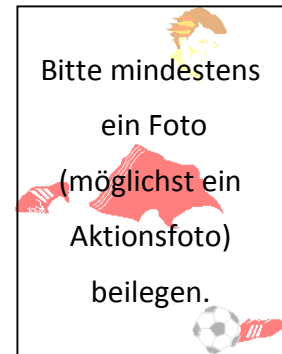 Bitte mindestens
ein Foto
(möglichst ein
Aktionsfoto)
beilegen.